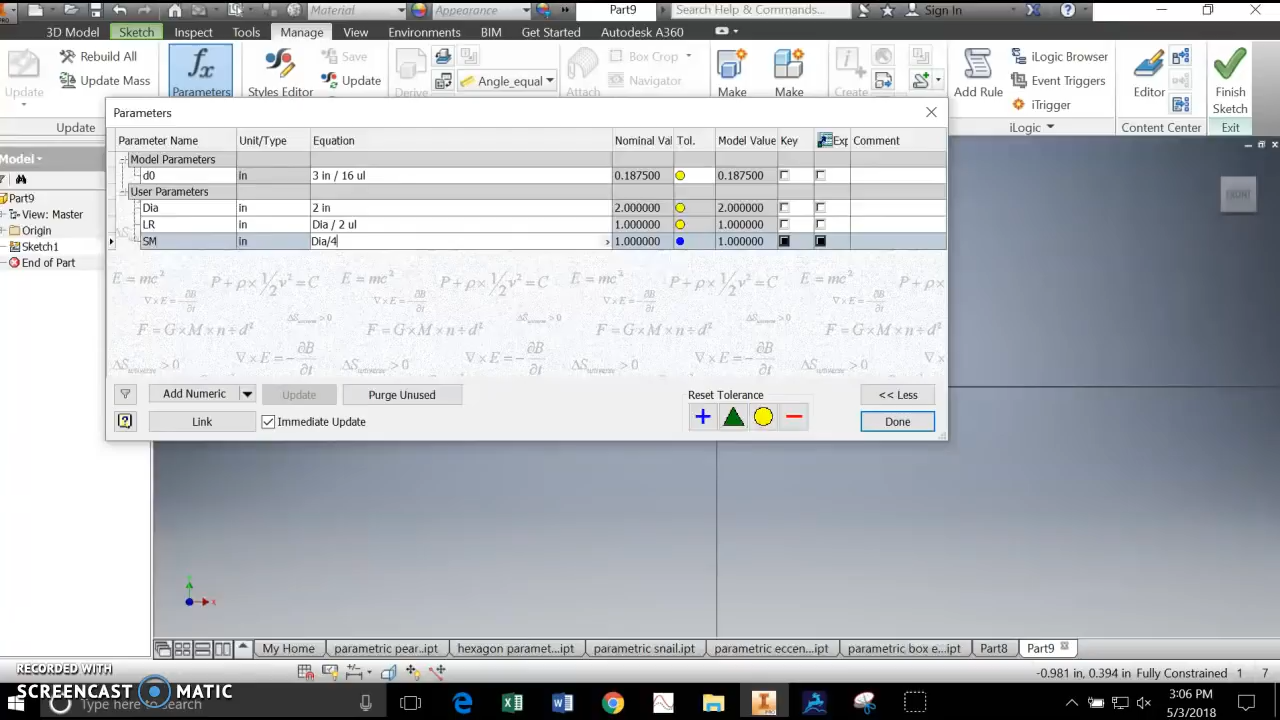 Material
Appearance
Part9
Search Help & Commands...
Sign In
3D Model Sketch Inspect Tools Manage View Environments BIM Get Started Autodesk A360
Update
Rebuild All
Update Mass
Update
fx
Parameters
Styles Editor
Save
Update
Derive
Angle_equal
Attach
Box Crop
Navigator
Make
Make
Create
Add Rule
iLogic Browser
Event Triggers
iTrigger
iLogic
Editor
Content Center
Finish
Sketch
Exit
Parameters
Parameter Name Unit/Type Equation Nominal Val Tol. Model Value Key Exp Comment
Model Parameters
d0 in 3 in / 16 ul 0.187500 0.187500
User Parameters
Dia in 2 in 2.000000 2.000000
LR in Dia / 2 ul 1.000000 1.000000
SM in Dia/4 › 1.000000 1.000000
Add Numeric Update Purge Unused
Reset Tolerance
<< Less
Link Immediate Update
Done
Model
Part9
View: Master
Origin
Sketch1
End of Part
FRONT
x
My Home parametric pear..ipt hexagon paramet...ipt parametric snail.ipt parametric eccen...ipt parametric box e...ipt Part8 Part9
-0.981 in, 0.394 in Fully Constrained 1 7
RECORDED WITH
SCREENCAST MATIC
Type here to search
3:06 PM
5/3/2018